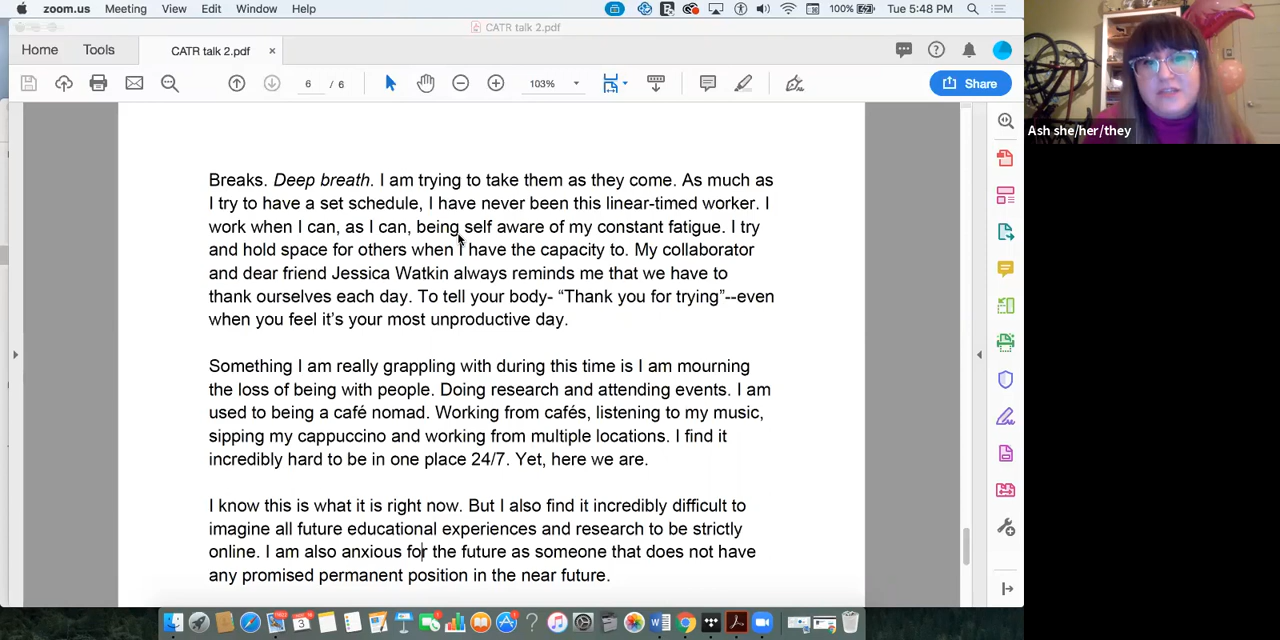 zoom.us Meeting View Edit Window Help 100% Tue 5:48 PM
CATR talk 2.pdf
Home Tools CATR talk 2.pdf ×
6 / 6 103% Share
Ash she/her/they
Breaks. Deep breath. I am trying to take them as they come. As much as
I try to have a set schedule, I have never been this linear-timed worker. I
work when I can, as I can, being self aware of my constant fatigue. I try
and hold space for others when I have the capacity to. My collaborator
and dear friend Jessica Watkin always reminds me that we have to
thank ourselves each day. To tell your body- “Thank you for trying”--even
when you feel it’s your most unproductive day.
Something I am really grappling with during this time is I am mourning
the loss of being with people. Doing research and attending events. I am
used to being a café nomad. Working from cafés, listening to my music,
sipping my cappuccino and working from multiple locations. I find it
incredibly hard to be in one place 24/7. Yet, here we are.
I know this is what it is right now. But I also find it incredibly difficult to
imagine all future educational experiences and research to be strictly
online. I am also anxious for the future as someone that does not have
any promised permanent position in the near future.